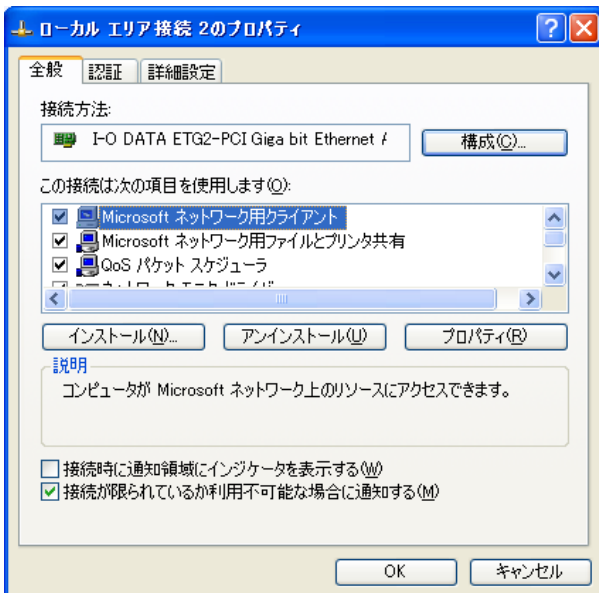 ローカル エリア接続 2のプロパティ
全般 認証 詳細設定
接続方法:
I-O DATA ETG2-PCI Giga bit Ethernet
構成(C)...
この接続は次の項目を使用します(O):
Microsoft ネットワーク用クライアント
Microsoft ネットワーク用ファイルとプリンタ共有
QoS パケット スケジューラ
インストール(N)... アンインストール(U) プロパティ(R)
説明
コンピュータが Microsoft ネットワーク上のリソースにアクセスできます。
接続時に通知領域にインジケータを表示する(W)
接続が限られているか利用不可能な場合に通知する(M)
OK キャンセル